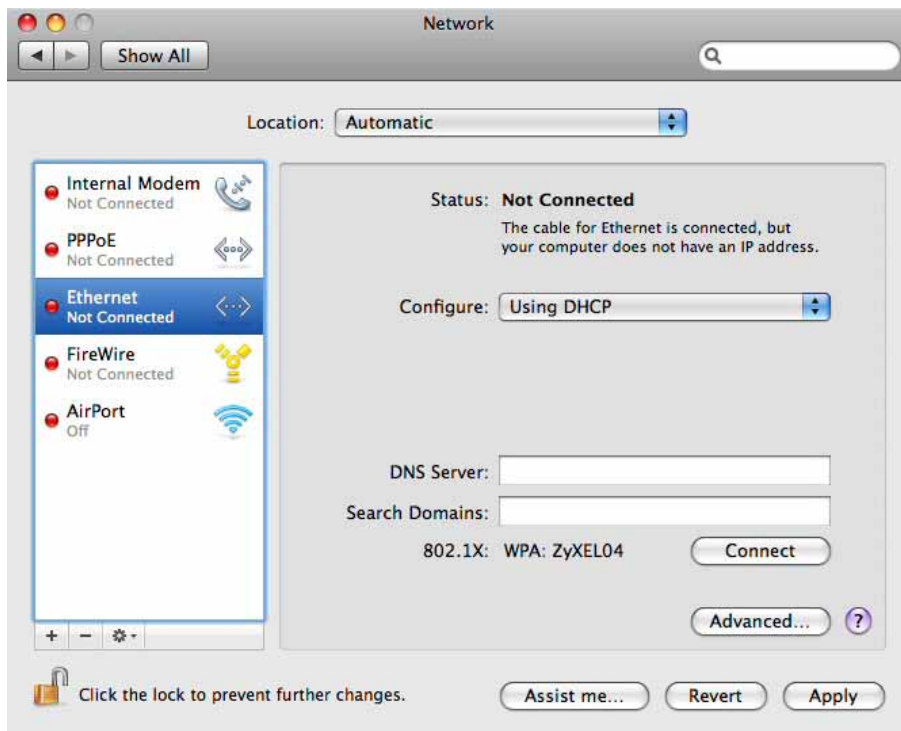 Network
Show All
Location: Automatic
Internal Modem
Not Connected
PPPoE
Not Connected
Ethernet
Not Connected
FireWire
Not Connected
AirPort
Off
Status: Not Connected
The cable for Ethernet is connected, but
your computer does not have an IP address.
Configure: Using DHCP
DNS Server:
Search Domains:
802.1X: WPA: ZyXEL04 Connect
Advanced... ?
Click the lock to prevent further changes.
Assist me... Revert Apply